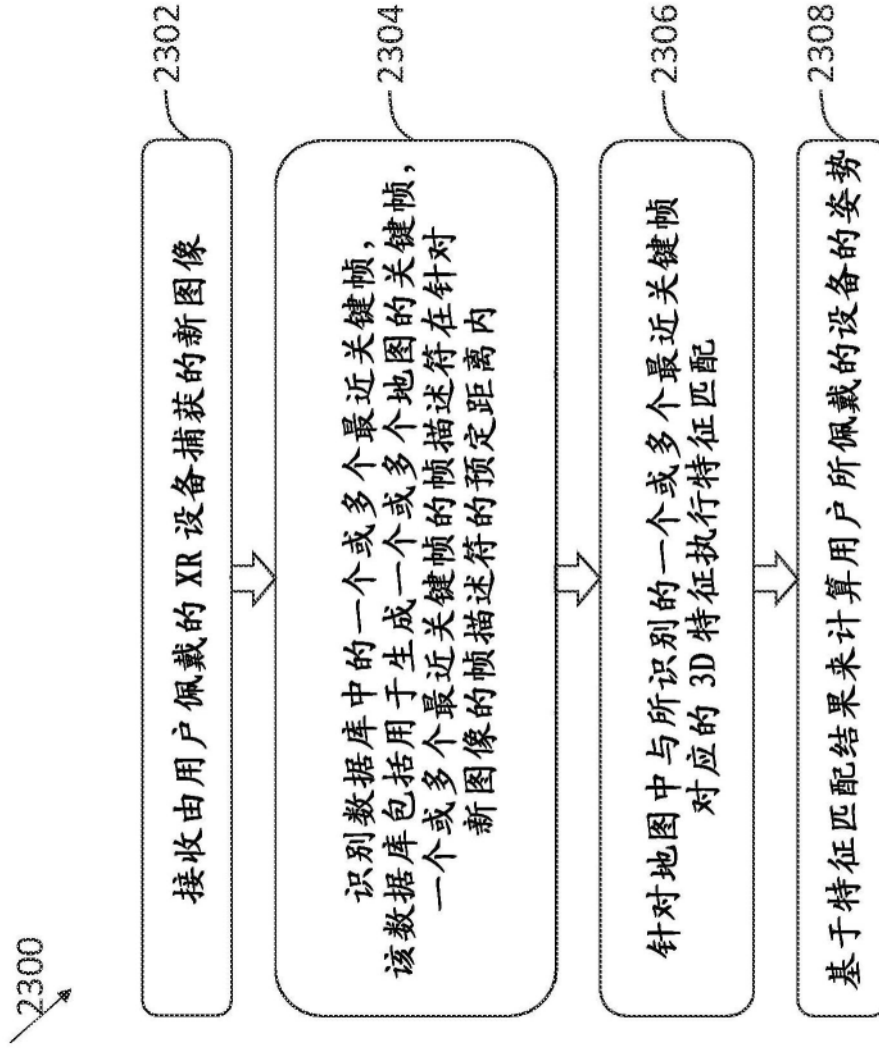 2300
接收由用户佩戴的 XR 设备捕获的新图像
2302
识别数据库中的一个或多个最近关键帧，
该数据库包括用于生成一个或多个地图的关键帧，
一个或多个最近关键帧的帧描述符在针对
新图像的帧描述符的预定距离内
2304
针对地图中与所识别的一个或多个最近关键帧
对应的 3D 特征执行特征匹配
2306
基于特征匹配结果来计算用户所佩戴的设备的姿势
2308